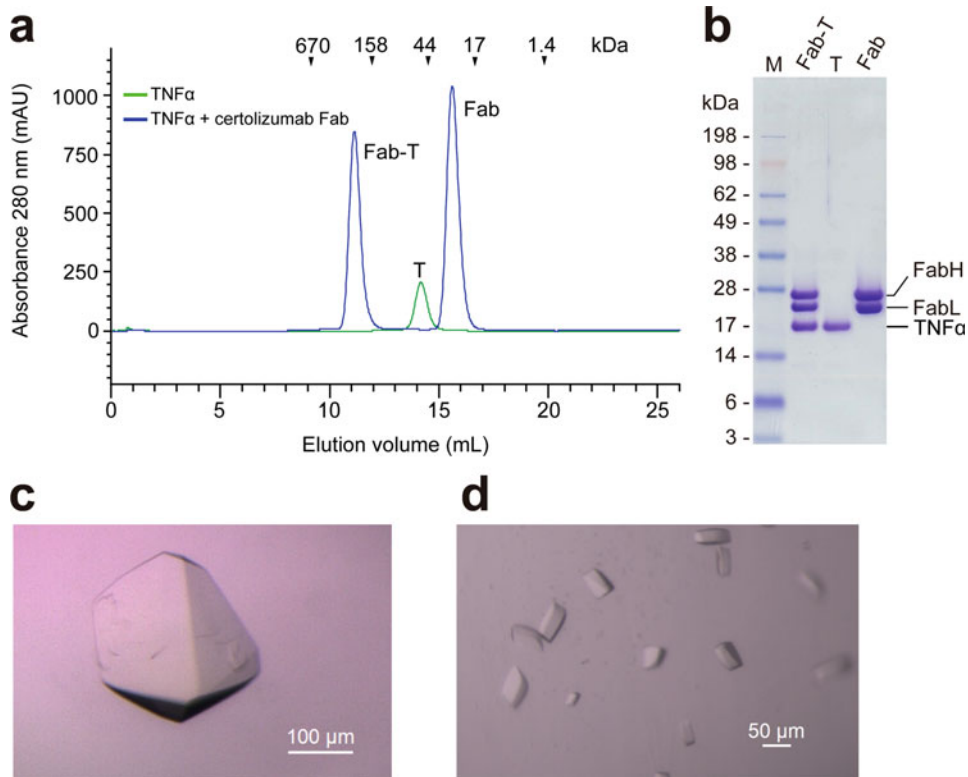 a
670 158 44 17 1.4 kDa
TNFα
TNFα + certolizumab Fab
Fab-T
T
Fab
Absorbance 280 nm (mAU)
1000
750
500
250
0
0 5 10 15 20 25
Elution volume (mL)
b
M Fab-T T Fab
kDa
198 -
98 -
62 -
49 -
38 -
28 -
17 -
14 -
6 -
3 -
FabH
FabL
TNFα
c
100 µm
d
50 µm